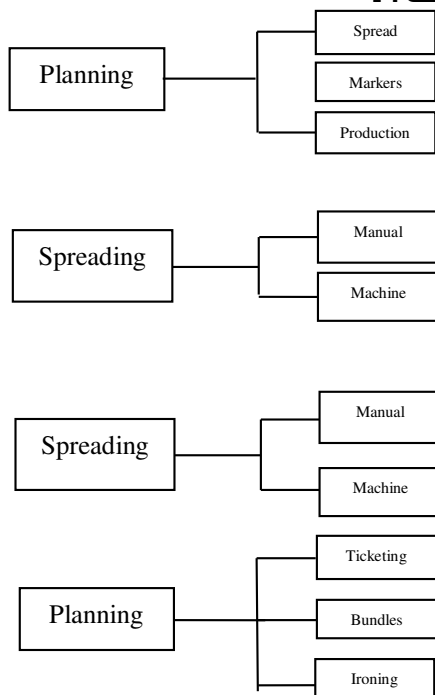 Planning
Spread
Markers
Production
Spreading
Manual
Machine
Spreading
Manual
Machine
Planning
Ticketing
Bundles
Ironing